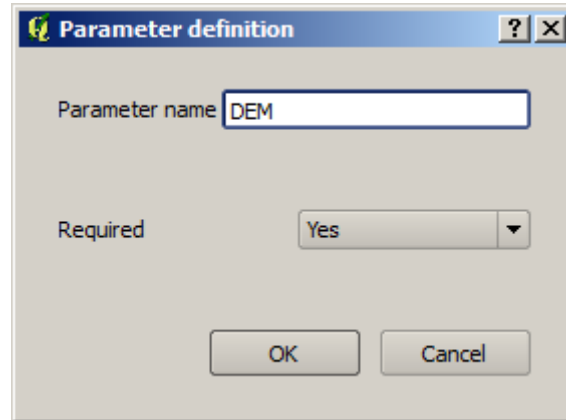 Parameter definition
Parameter name DEM
Required Yes
OK Cancel